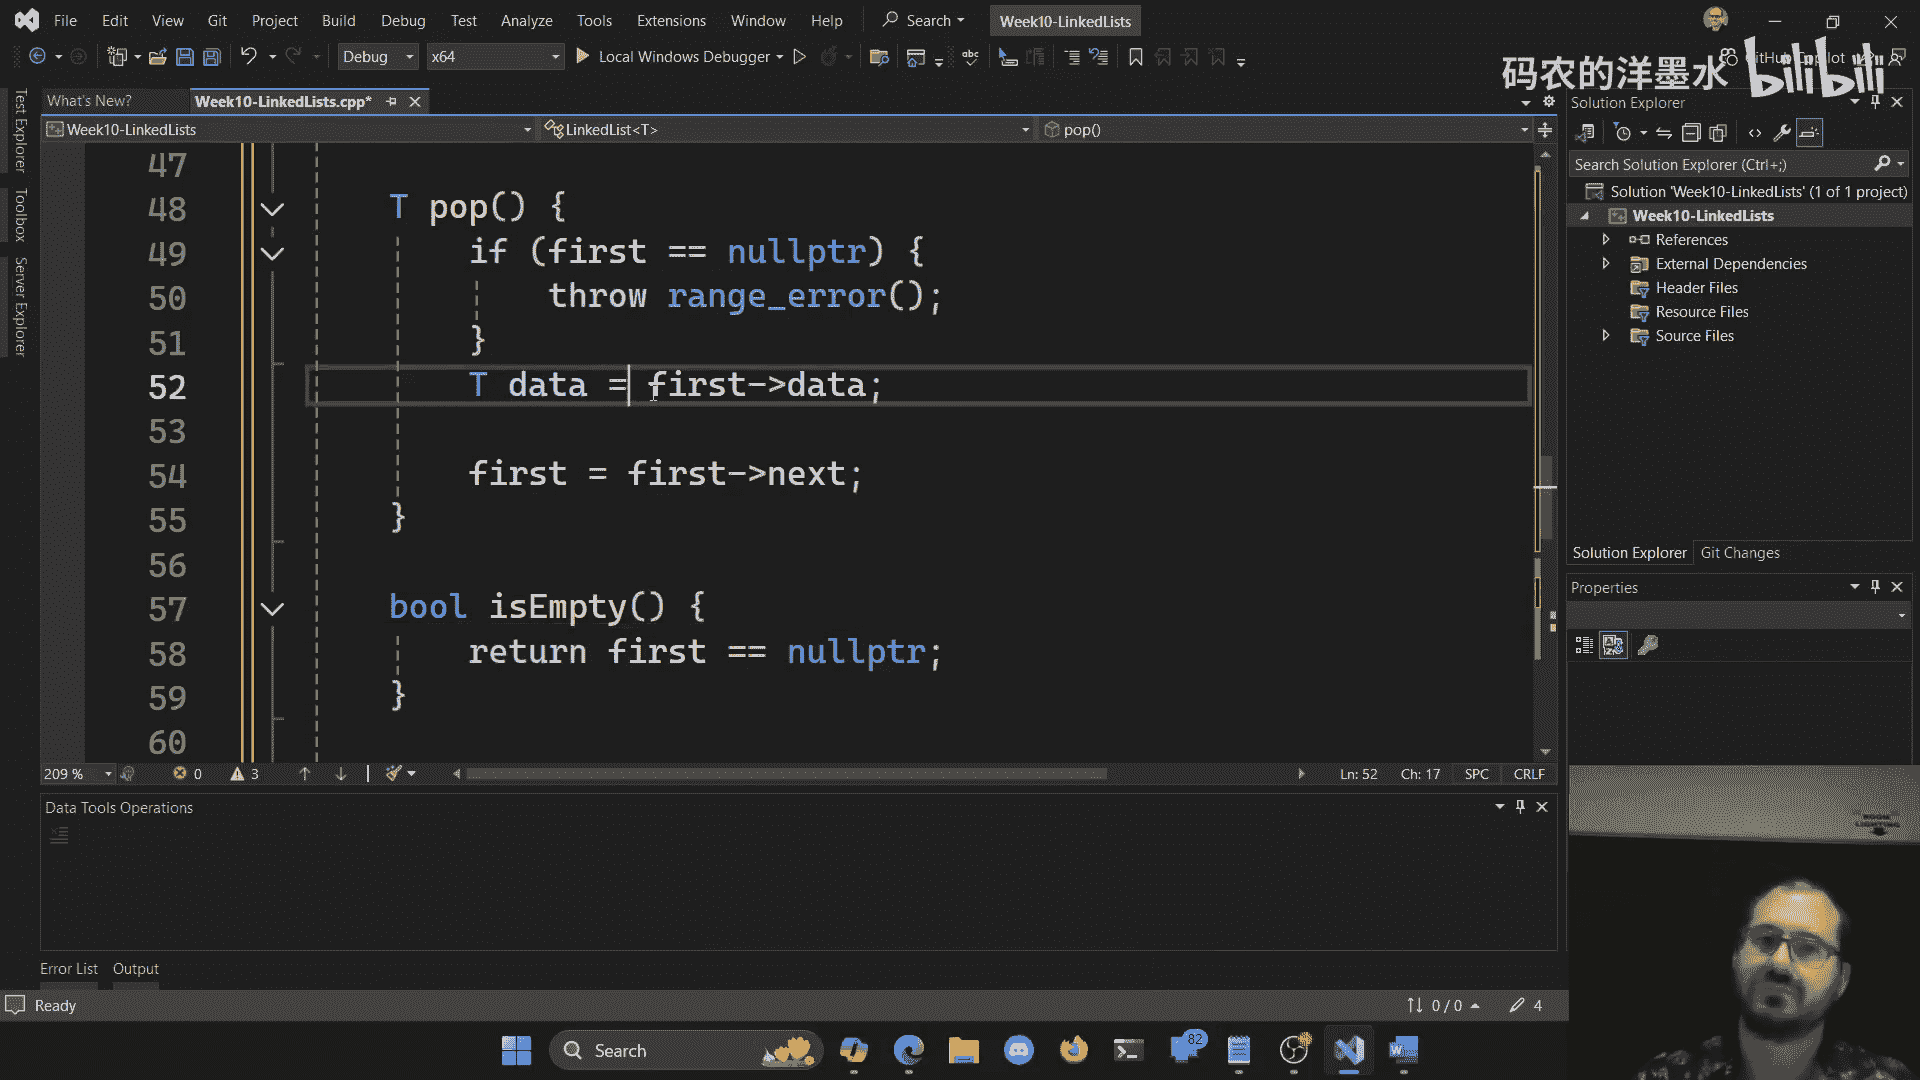 File Edit View Git Project Build Debug Test Analyze Tools Extensions Window Help Search Week10-LinkedLists
Debug x64 Local Windows Debugger GitHub Copilot
码农的洋墨水 bilibili
What's New? Week10-LinkedLists.cpp*
Week10-LinkedLists LinkedList<T> pop()
Test Explorer
Toolbox
Server Explorer
47
48 T pop() {
49 if (first == nullptr) {
50 throw range_error();
51 }
52 T data = first->data;
53
54 first = first->next;
55 }
56
57 bool isEmpty() {
58 return first == nullptr;
59 }
60
209 % 0 3 Ln: 52 Ch: 17 SPC CRLF
Data Tools Operations
Error List Output
Ready 0 / 0 4
Solution Explorer
Search Solution Explorer (Ctrl+;)
Solution 'Week10-LinkedLists' (1 of 1 project)
Week10-LinkedLists
References
External Dependencies
Header Files
Resource Files
Source Files
Solution Explorer Git Changes
Properties
Search 82